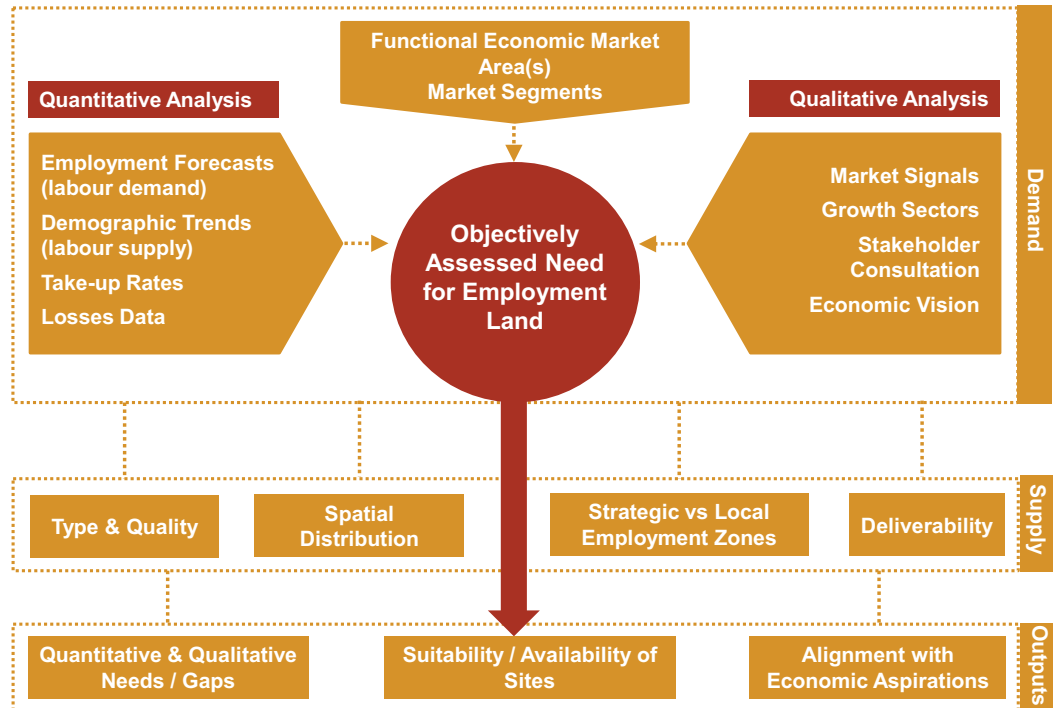 Functional Economic Market
Area(s)
Market Segments
Quantitative Analysis
Qualitative Analysis
Employment Forecasts
(labour demand)
Demographic Trends
(labour supply)
Take-up Rates
Losses Data
Objectively
Assessed Need
for Employment
Land
Market Signals
Growth Sectors
Stakeholder
Consultation
Economic Vision
Demand
Type & Quality
Spatial
Distribution
Strategic vs Local
Employment Zones
Deliverability
Supply
Quantitative & Qualitative
Needs / Gaps
Suitability / Availability of
Sites
Alignment with
Economic Aspirations
Outputs